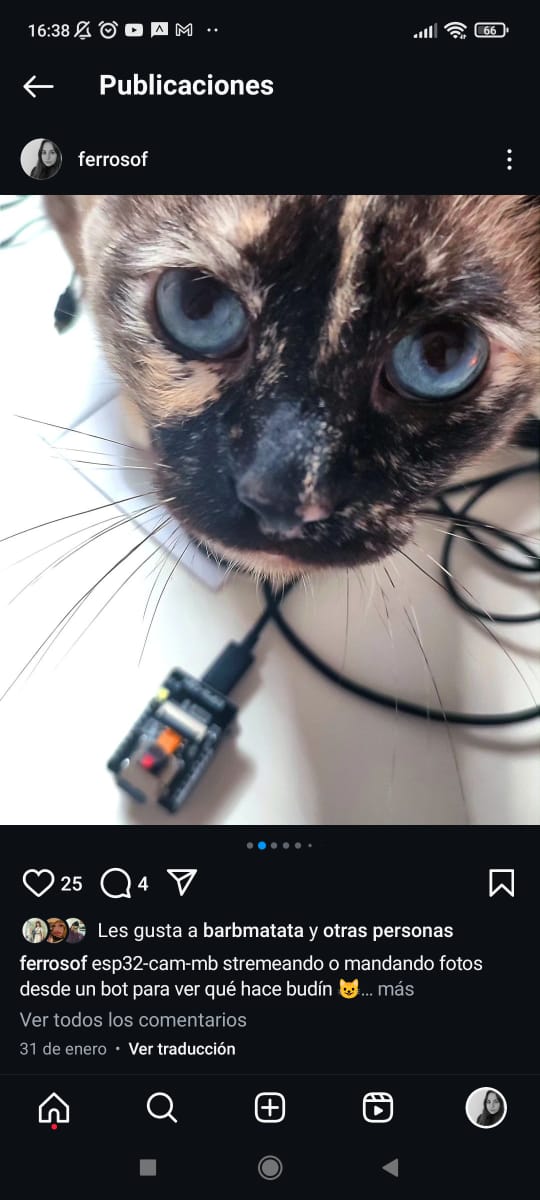 16:38
66
Publicaciones
ferrosof
25
4
Les gusta a barbmatata y otras personas
ferrosof esp32-cam-mb stremeando o mandando fotos
desde un bot para ver qué hace budín 😺... más
Ver todos los comentarios
31 de enero • Ver traducción